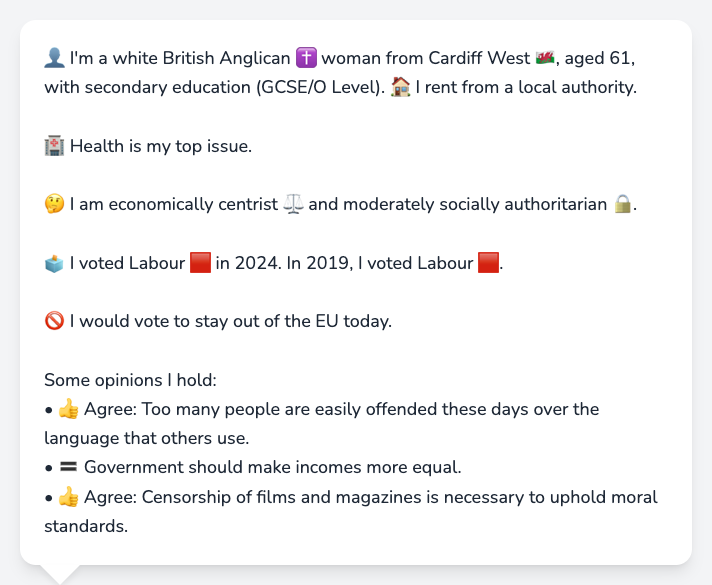 👤 I'm a white British Anglican ✝️ woman from Cardiff West 🏴󠁧󠁢󠁷󠁬󠁳󠁿, aged 61,
with secondary education (GCSE/O Level). 🏠 I rent from a local authority.
🏥 Health is my top issue.
🤔 I am economically centrist ⚖️ and moderately socially authoritarian 🔒.
🗳️ I voted Labour 🟥 in 2024. In 2019, I voted Labour 🟥.
🚫 I would vote to stay out of the EU today.
Some opinions I hold:
• 👍 Agree: Too many people are easily offended these days over the
language that others use.
• 🟰 Government should make incomes more equal.
• 👍 Agree: Censorship of films and magazines is necessary to uphold moral
standards.